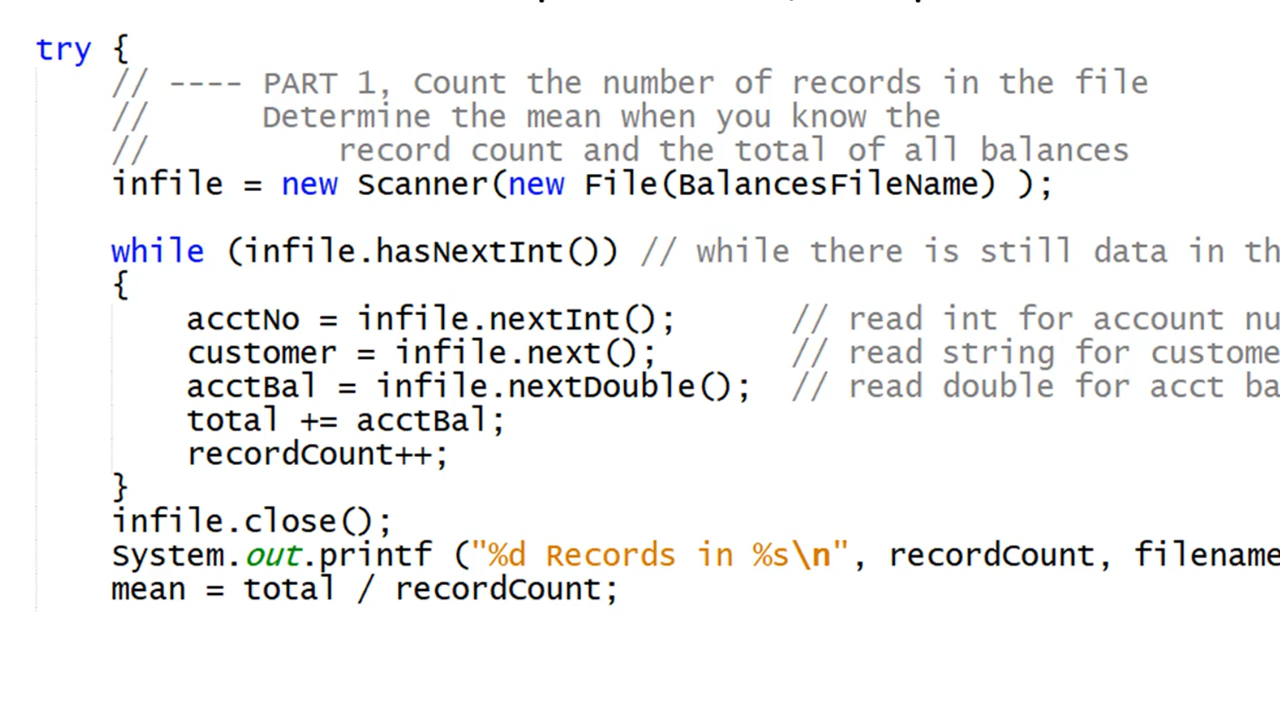 try {
// ---- PART 1, Count the number of records in the file
// Determine the mean when you know the
// record count and the total of all balances
infile = new Scanner(new File(BalancesFileName) );
while (infile.hasNextInt()) // while there is still data in th
{
acctNo = infile.nextInt(); // read int for account nu
customer = infile.next(); // read string for custome
acctBal = infile.nextDouble(); // read double for acct ba
total += acctBal;
recordCount++;
}
infile.close();
System.out.printf ("%d Records in %s\n", recordCount, filename
mean = total / recordCount;